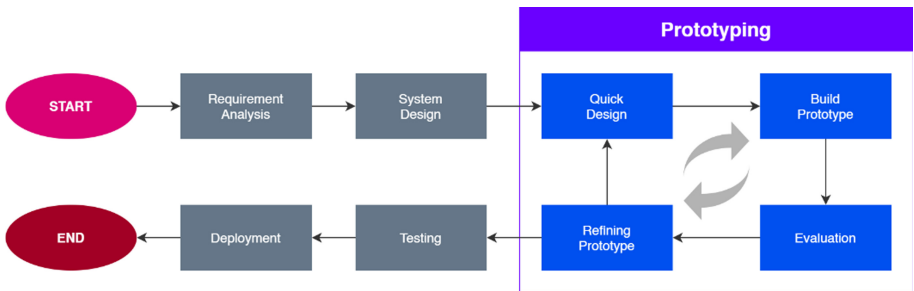 Prototyping
START
Requirement
Analysis
System
Design
Quick
Design
Build
Prototype
END
Deployment
Testing
Refining
Prototype
Evaluation